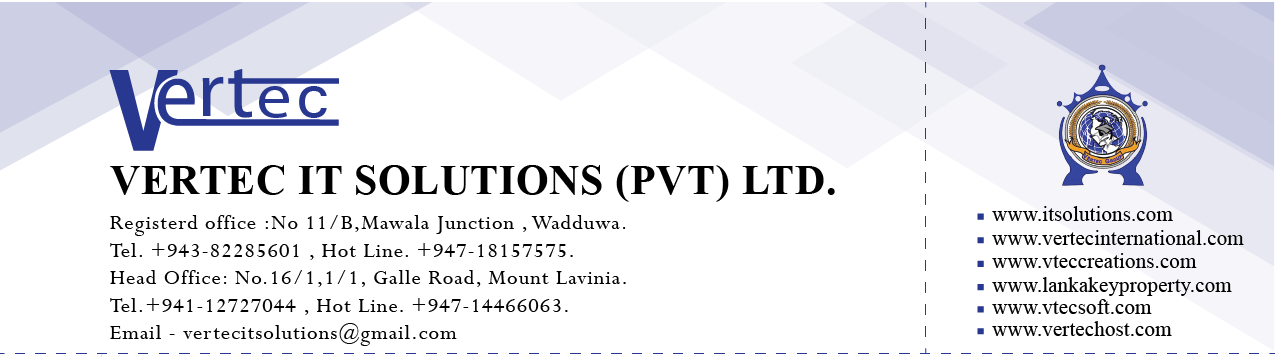 Vertec
VERTEC IT SOLUTIONS (PVT) LTD.
Registerd office :No 11/B,Mawala Junction , Wadduwa.
Tel. +943-82285601 , Hot Line. +947-18157575.
Head Office: No.16/1,1/1, Galle Road, Mount Lavinia.
Tel.+941-12727044 , Hot Line. +947-14466063.
Email - vertecitsolutions@gmail.com
Vertec Group
www.itsolutions.com
www.vertecinternational.com
www.vteccreations.com
www.lankakeyproperty.com
www.vtecsoft.com
www.vertechost.com